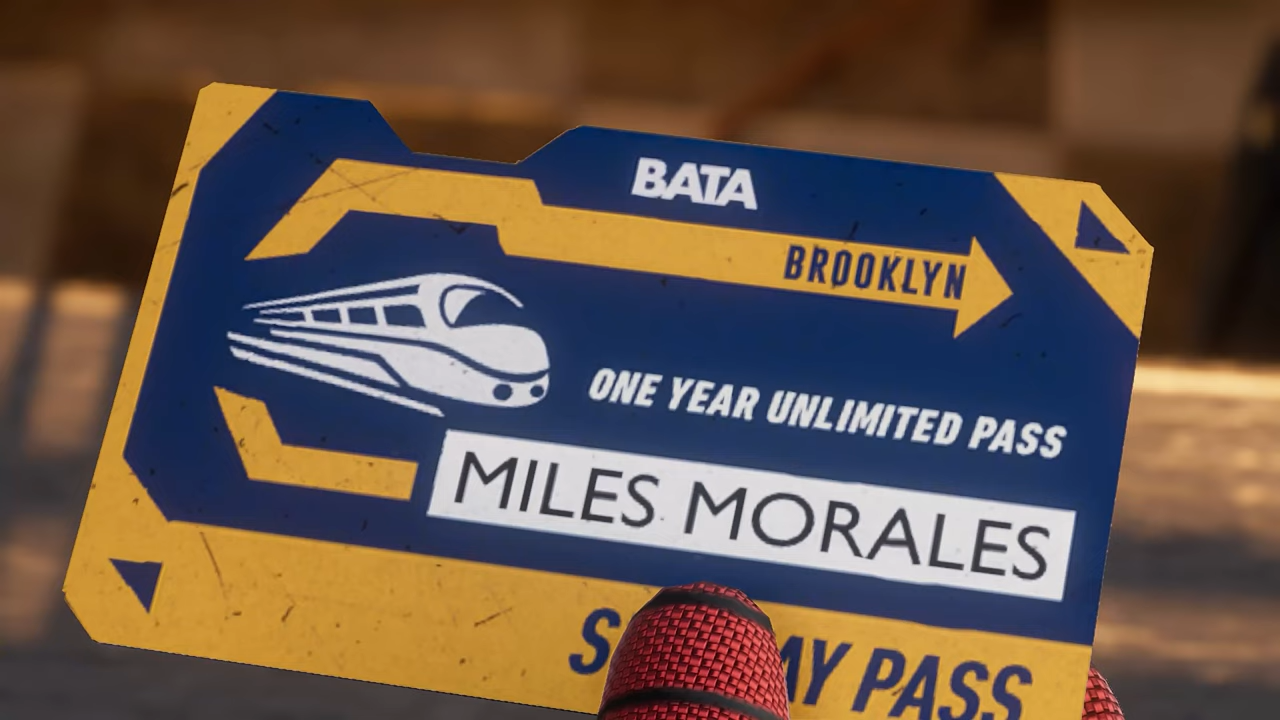 BATA
BROOKLYN
ONE YEAR UNLIMITED PASS
MILES MORALES
PASS